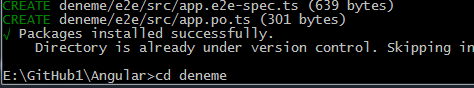 CREATE deneme/e2e/src/app.e2e-spec.ts (639 bytes)
CREATE deneme/e2e/src/app.po.ts (301 bytes)
√ Packages installed successfully.
    Directory is already under version control. Skipping in
E:\GitHub1\Angular>cd deneme